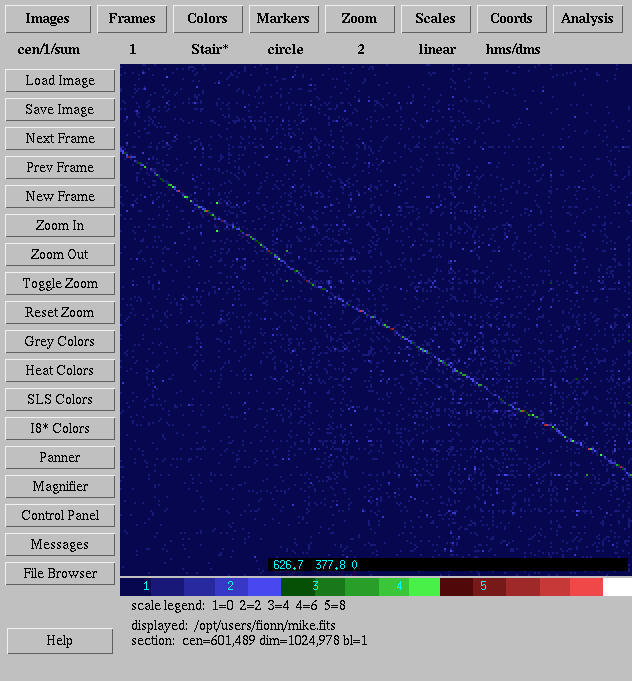 Images Frames Colors Markers Zoom Scales Coords Analysis
cen/1/sum 1 Stair* circle 2 linear hms/dms
Load Image
Save Image
Next Frame
Prev Frame
New Frame
Zoom In
Zoom Out
Toggle Zoom
Reset Zoom
Grey Colors
Heat Colors
SLS Colors
I8* Colors
Panner
Magnifier
Control Panel
Messages
File Browser
Help
626.7 377.8 0
1 2 3 4 5
scale legend: 1=0 2=2 3=4 4=6 5=8
displayed: /opt/users/fionn/mike.fits
section: cen=601,489 dim=1024,978 bl=1